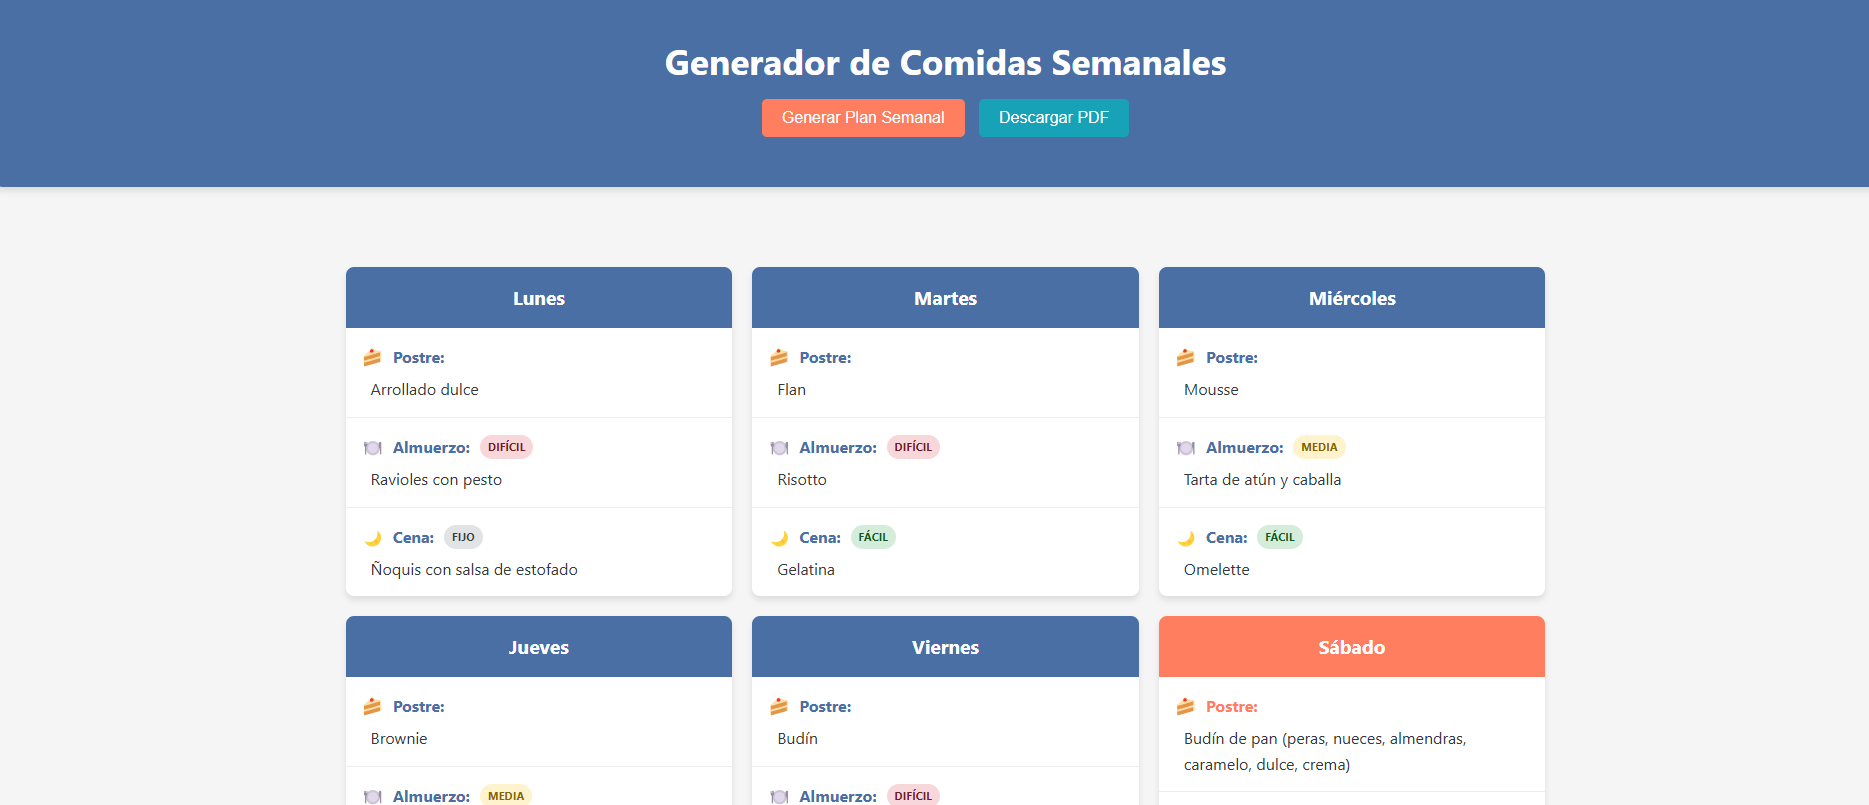 Generador de Comidas Semanales
Generar Plan Semanal
Descargar PDF
Lunes
Postre:
Arrollado dulce
Almuerzo: DIFÍCIL
Ravioles con pesto
Cena: FIJO
Ñoquis con salsa de estofado
Martes
Postre:
Flan
Almuerzo: DIFÍCIL
Risotto
Cena: FÁCIL
Gelatina
Miércoles
Postre:
Mousse
Almuerzo: MEDIA
Tarta de atún y caballa
Cena: FÁCIL
Omelette
Jueves
Postre:
Brownie
Almuerzo: MEDIA
Viernes
Postre:
Budín
Almuerzo: DIFÍCIL
Sábado
Postre:
Budín de pan (peras, nueces, almendras,
caramelo, dulce, crema)